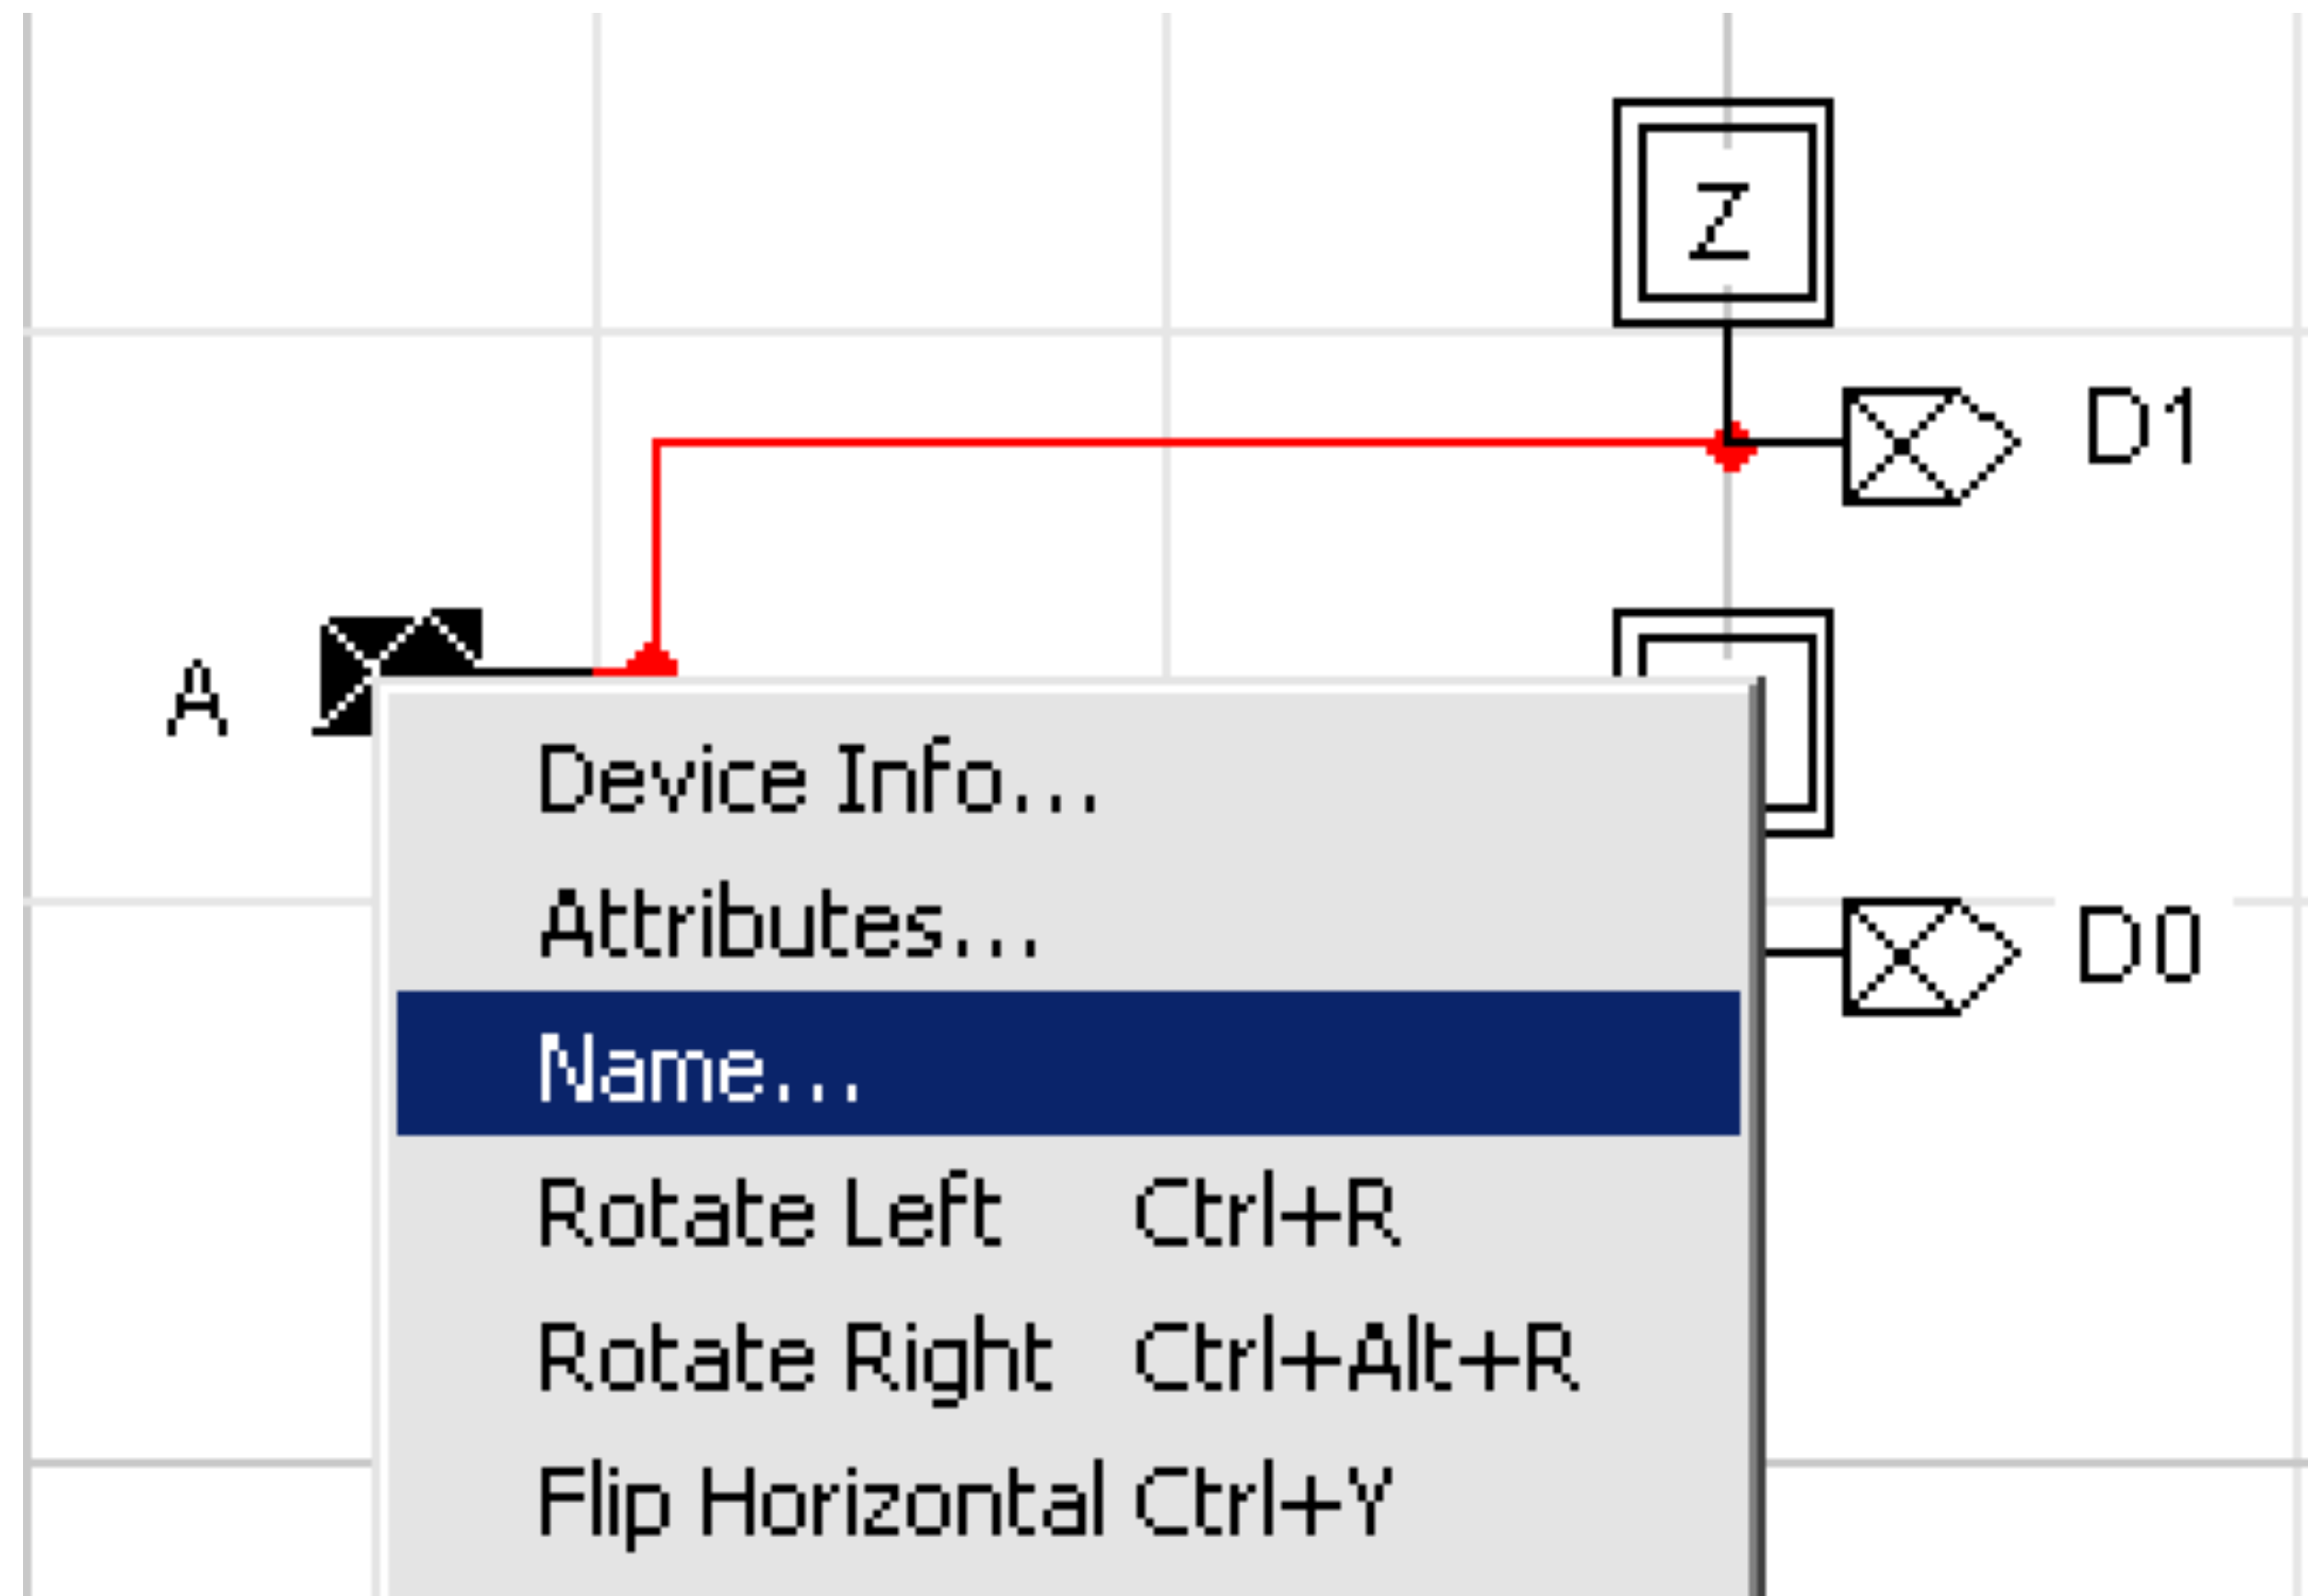 Z
D1
A
Device Info...
Attributes...
D0
Name...
Rotate Left Ctrl+R
Rotate Right Ctrl+Alt+R
Flip Horizontal Ctrl+Y